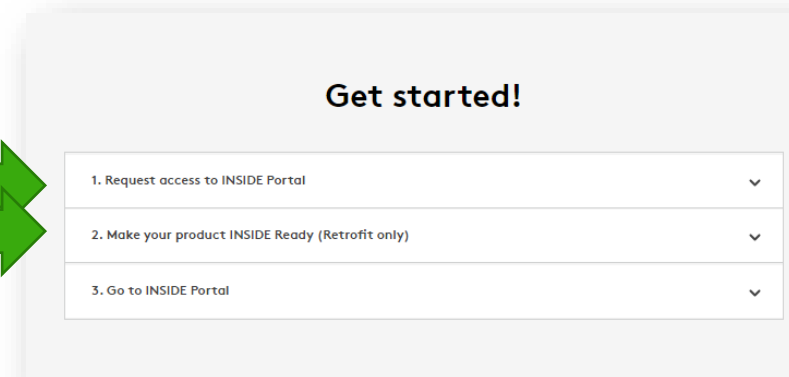 Get started!
1. Request access to INSIDE Portal
2. Make your product INSIDE Ready (Retrofit only)
3. Go to INSIDE Portal